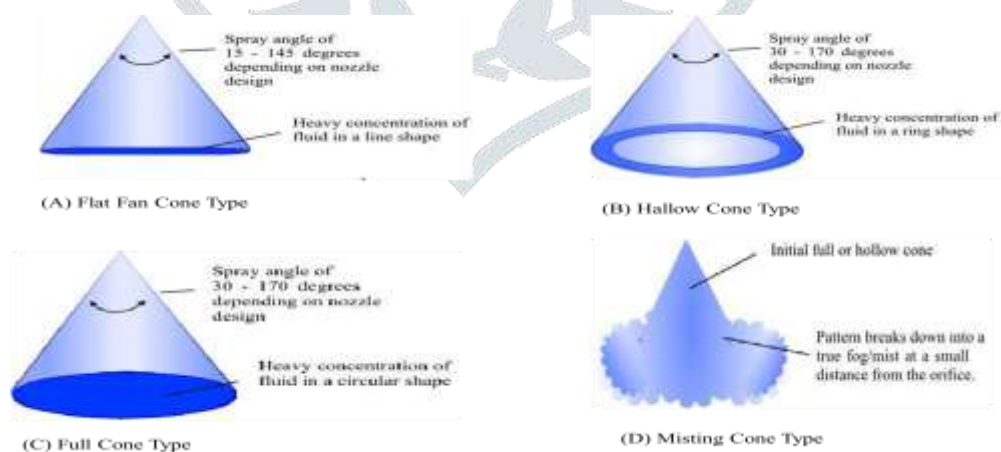 Spray angle of
15 - 145 degrees
depending on nozzle
design
Heavy concentration of
fluid in a line shape
(A) Flat Fan Cone Type
Spray angle of
30 - 170 degrees
depending on nozzle
design
Heavy concentration of
fluid in a ring shape
(B) Hallow Cone Type
Spray angle of
30 - 170 degrees
depending on nozzle
design
Heavy concentration of
fluid in a circular shape
(C) Full Cone Type
Initial full or hollow cone
Pattern breaks down into a
true fog/mist at a small
distance from the orifice.
(D) Misting Cone Type